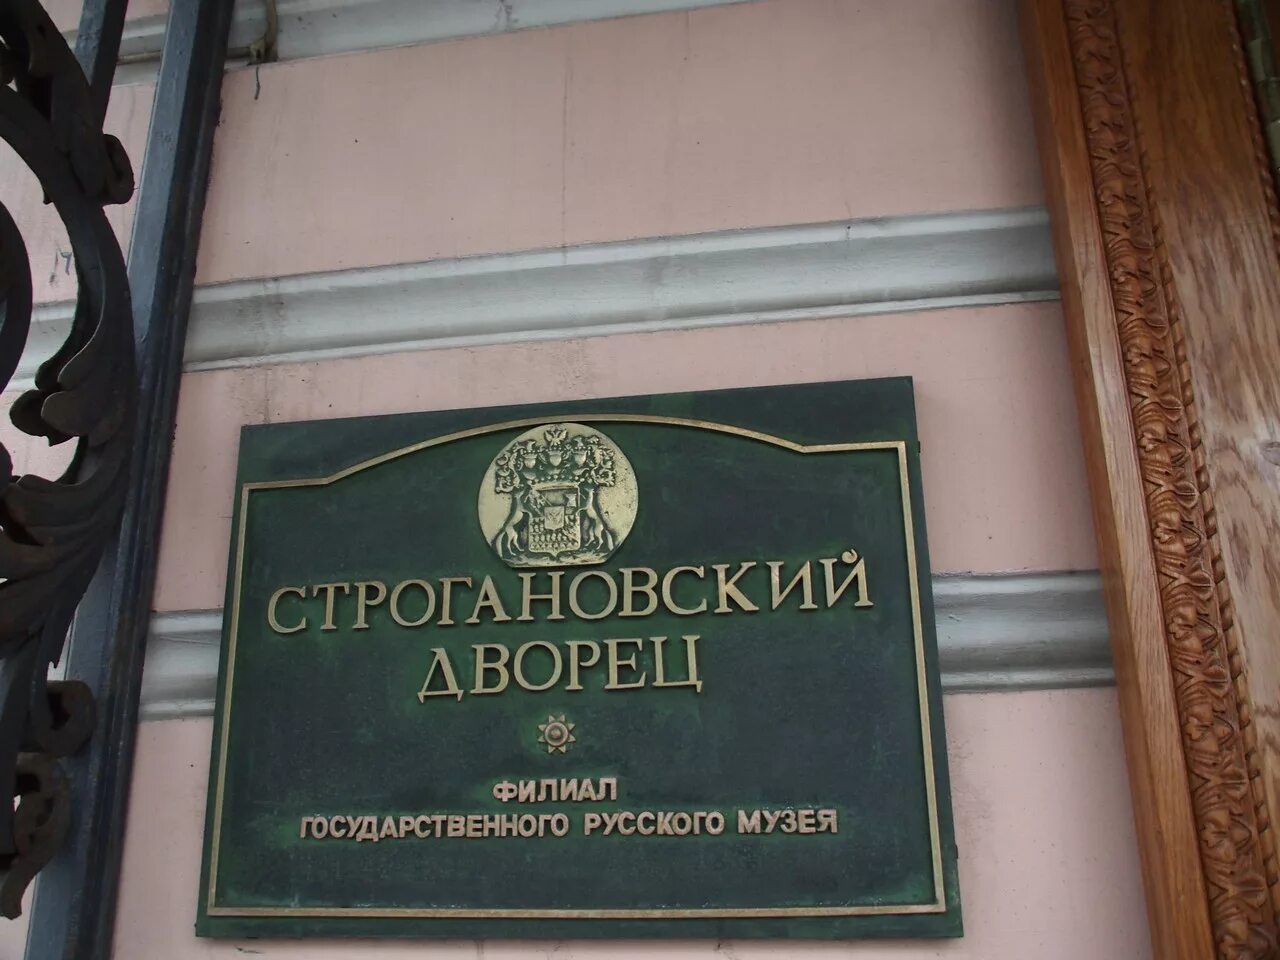 СТРОГАНОВСКИЙ
ДВОРЕЦ
ФИЛИАЛ
ГОСУДАРСТВЕННОГО РУССКОГО МУЗЕЯ